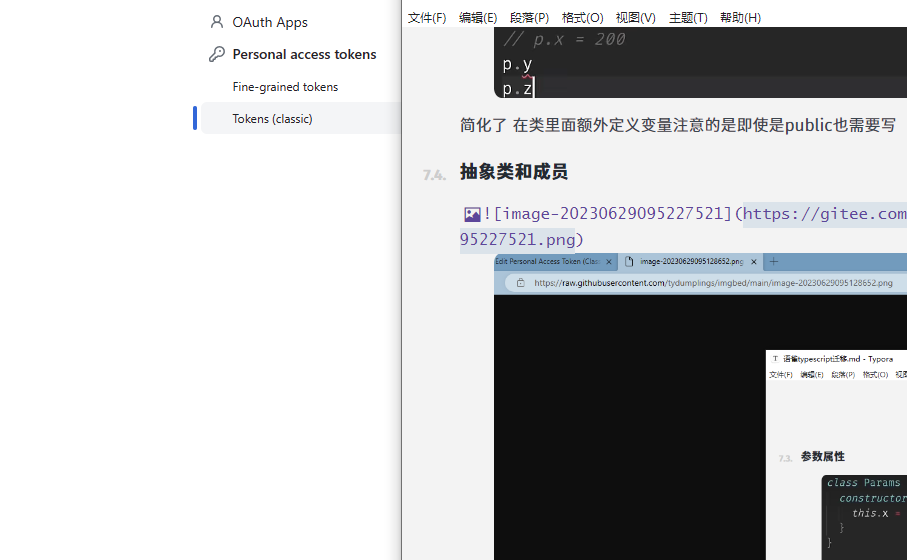 OAuth Apps
Personal access tokens
Fine-grained tokens
Tokens (classic)
文件(F) 编辑(E) 段落(P) 格式(O) 视图(V) 主题(T) 帮助(H)
// p.x = 200
p.y
p.z
简化了 在类里面额外定义变量注意的是即使是public也需要写
7.4. 抽象类和成员
![image-20230629095227521](https://gitee.com
95227521.png)
Edit Personal Access Token (Clas × image-20230629095128652.png × +
https://raw.githubusercontent.com/tydumplings/imgbed/main/image-20230629095128652.png
T 语雀typescript迁移.md - Typora
文件(F) 编辑(E) 段落(P) 格式(O) 视图
7.3. 参数属性
class Params
constructor
this.x =
}
}